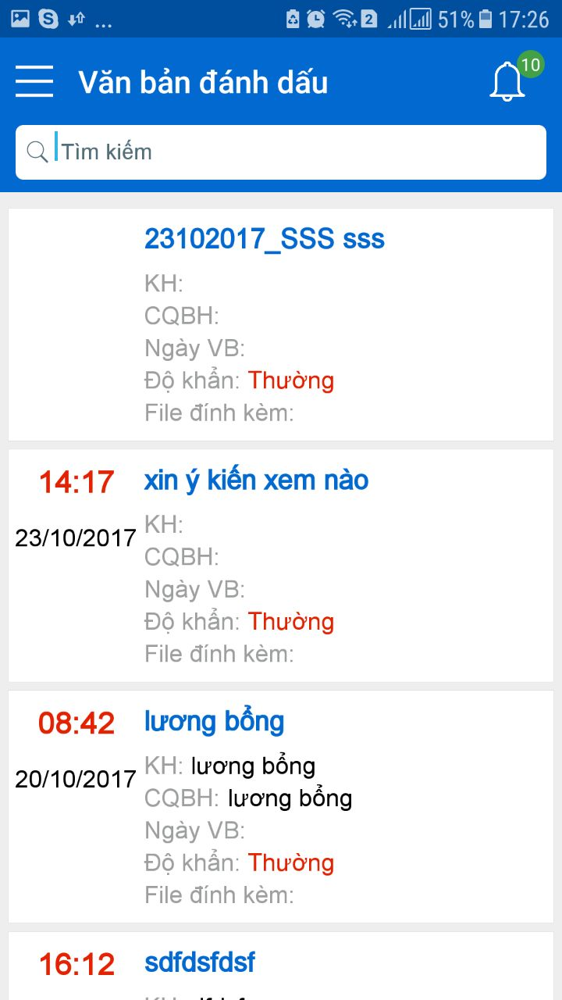 ... 2 51% 17:26
Văn bản đánh dấu 10
Tìm kiếm
23102017_SSS sss
KH:
CQBH:
Ngày VB:
Độ khẩn: Thường
File đính kèm:
14:17 xin ý kiến xem nào
KH:
23/10/2017
CQBH:
Ngày VB:
Độ khẩn: Thường
File đính kèm:
08:42 lương bổng
KH: lương bổng
20/10/2017
CQBH: lương bổng
Ngày VB:
Độ khẩn: Thường
File đính kèm:
16:12 sdfdsfdsf